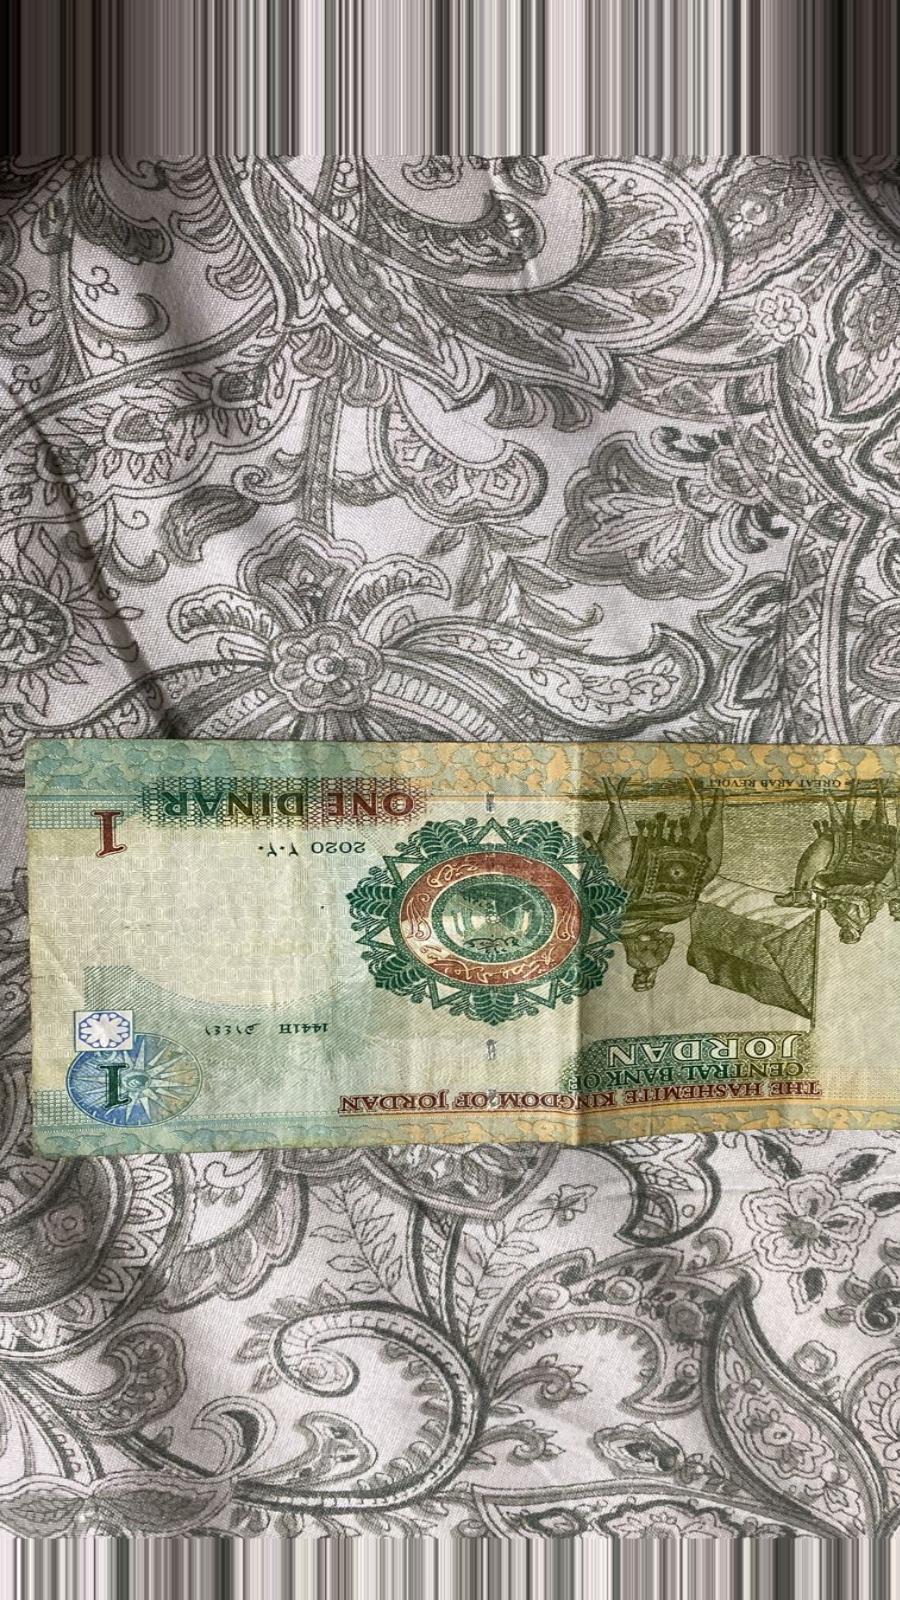 THE HASHEMITE KINGDOM OF JORDAN
CENTRAL BANK OF
JORDAN
1
1441H ١٤٤١هـ
2020 ٢٠٢٠
1
ONE DINAR
GREAT ARAB REVOLT